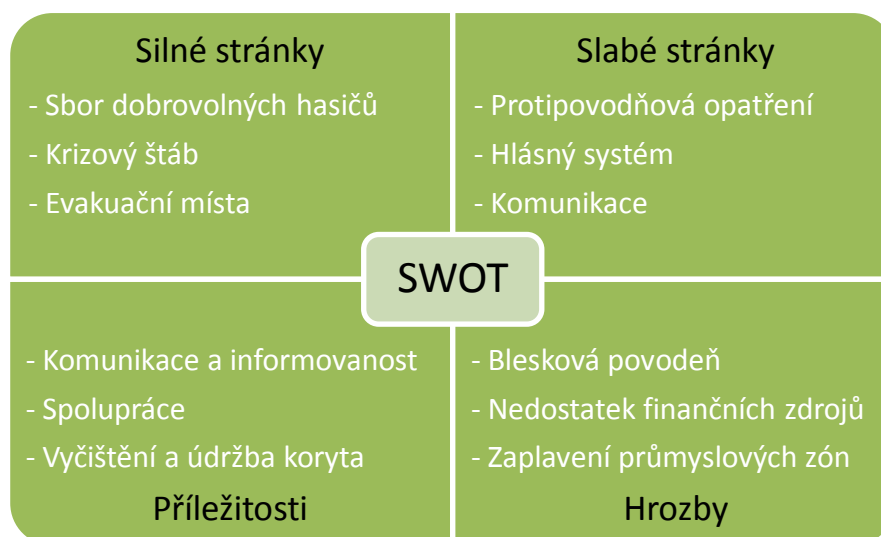 Silné stránky
- Sbor dobrovolných hasičů
- Krizový štáb
- Evakuační místa
Slabé stránky
- Protipovodňová opatření
- Hlásný systém
- Komunikace
SWOT
- Komunikace a informovanost
- Spolupráce
- Vyčištění a údržba koryta
Příležitosti
- Blesková povodeň
- Nedostatek finančních zdrojů
- Zaplavení průmyslových zón
Hrozby